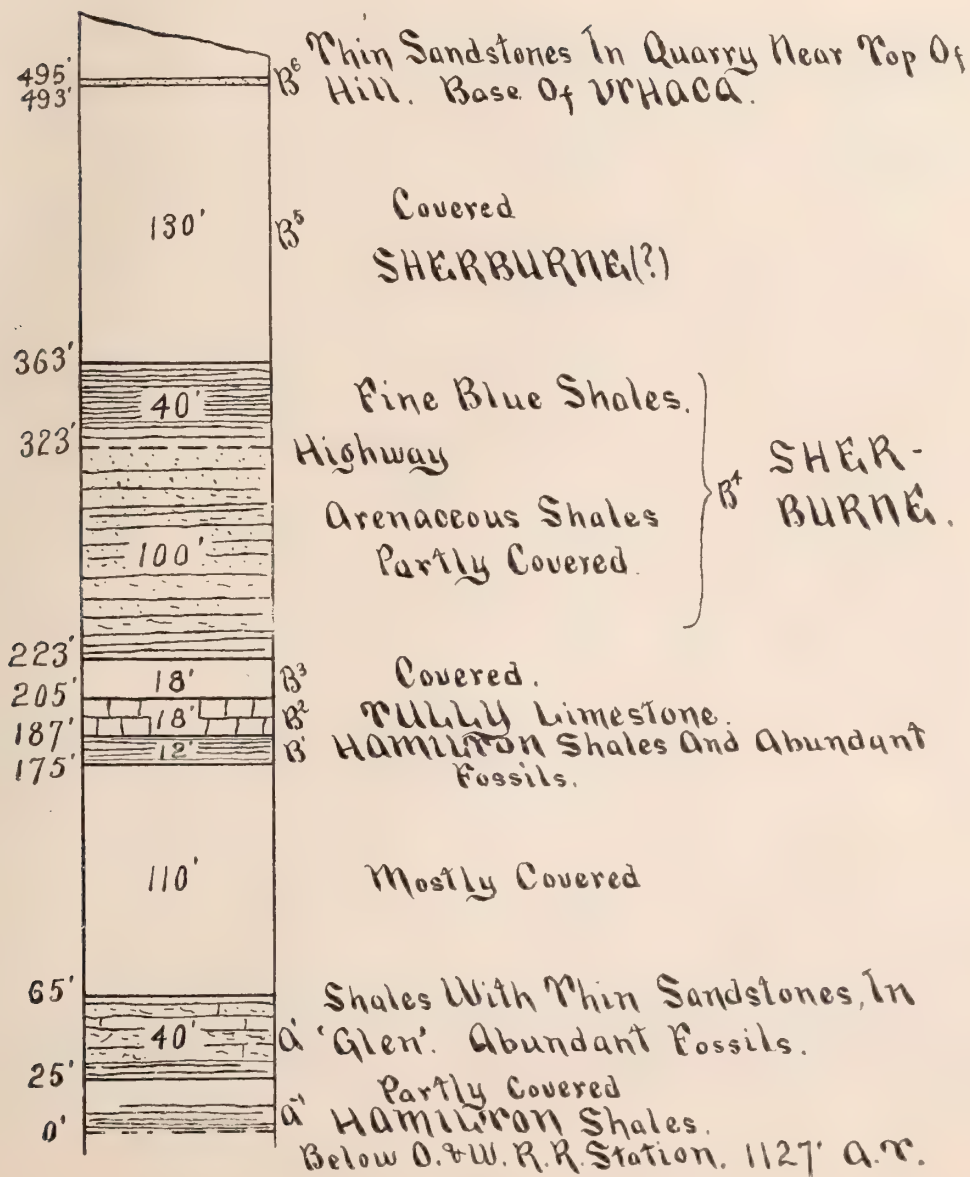 495'
493'
B⁶ Thin Sandstones In Quarry Near Top Of
Hill. Base Of ITHACA.
130'
B⁵
Covered
SHERBURNE(?)
363'
40'
Fine Blue Shales.
323'
Highway
Arenaceous Shales
100'
Partly Covered.
B⁴
SHER-
BURNE.
223'
18'
B³
Covered.
205'
18'
B²
TULLY Limestone.
187'
12'
B'
HAMILTON Shales And Abundant
Fossils.
175'
110'
Mostly Covered
65'
Shales With Thin Sandstones, In
40'
A' 'Glen'. Abundant Fossils.
25'
Partly Covered
A⁻¹ HAMILTON Shales.
0'
Below O. & W. R. R. Station. 1127' A.T.